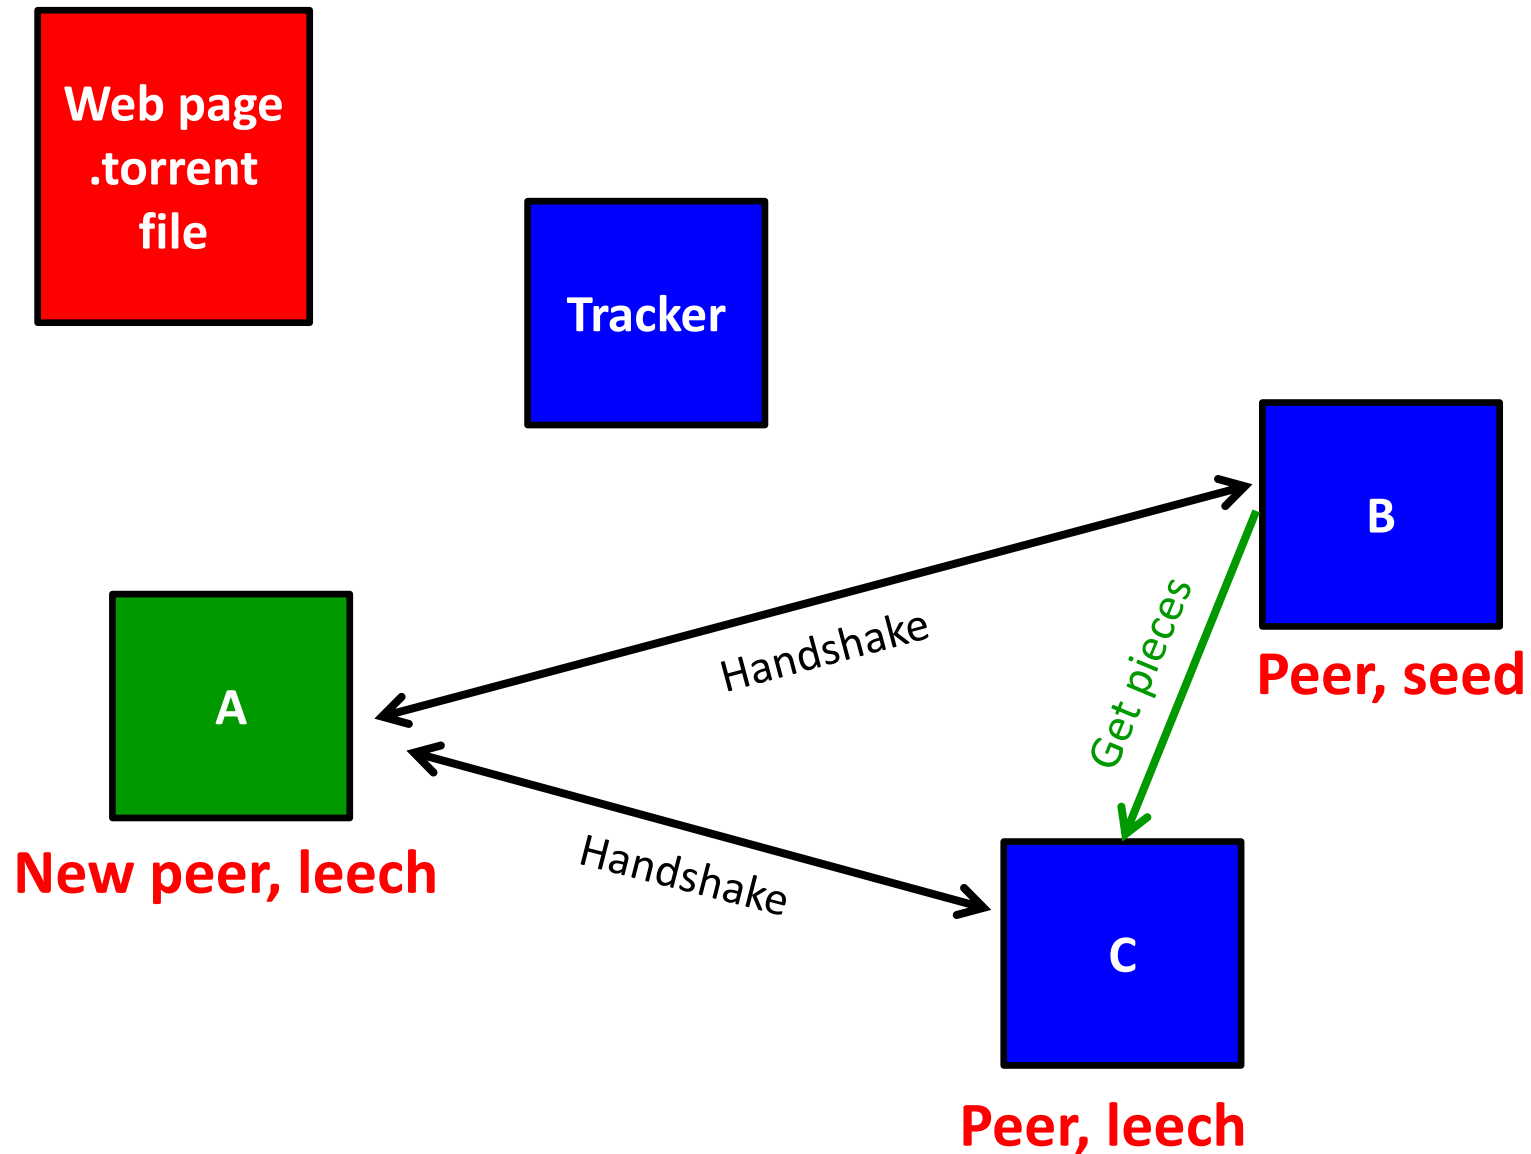 Web page
.torrent
file
Tracker
B
Handshake
Get pieces
Peer, seed
A
New peer, leech
Handshake
C
Peer, leech